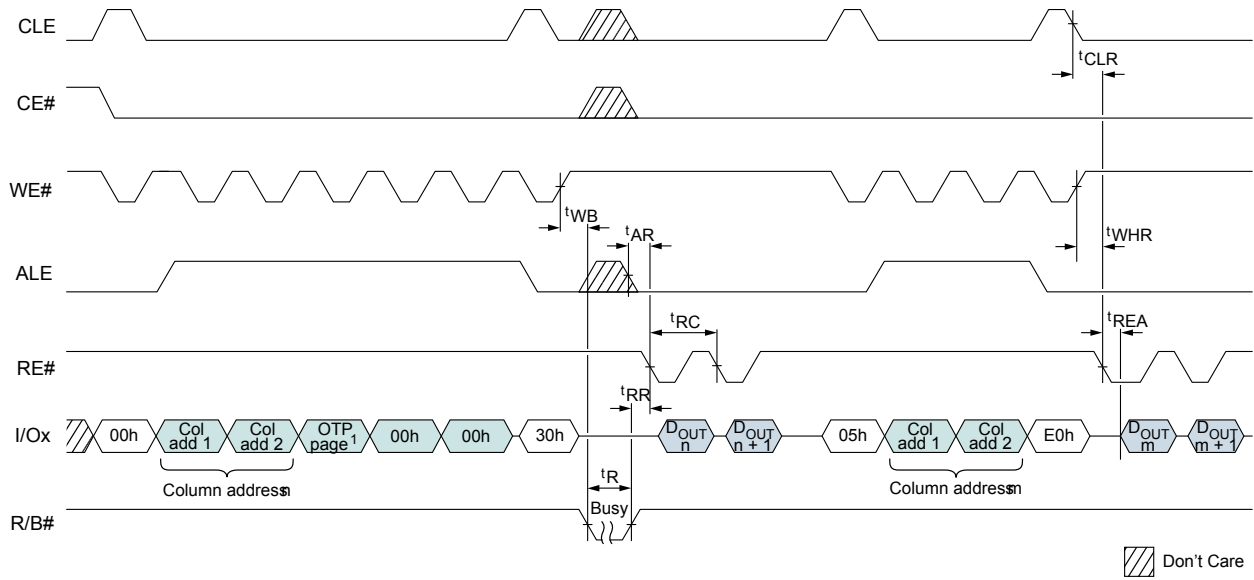 CLE
tCLR
CE#
WE#
tWB
tAR
tWHR
ALE
tRC
tREA
RE#
tRR
I/Ox
00h
Col add 1
Col add 2
OTP page1
00h
00h
30h
DOUT n
DOUT n + 1
05h
Col add 1
Col add 2
E0h
DOUT m
DOUT m + 1
Column address n
tR
Column address m
R/B#
Busy
Don't Care